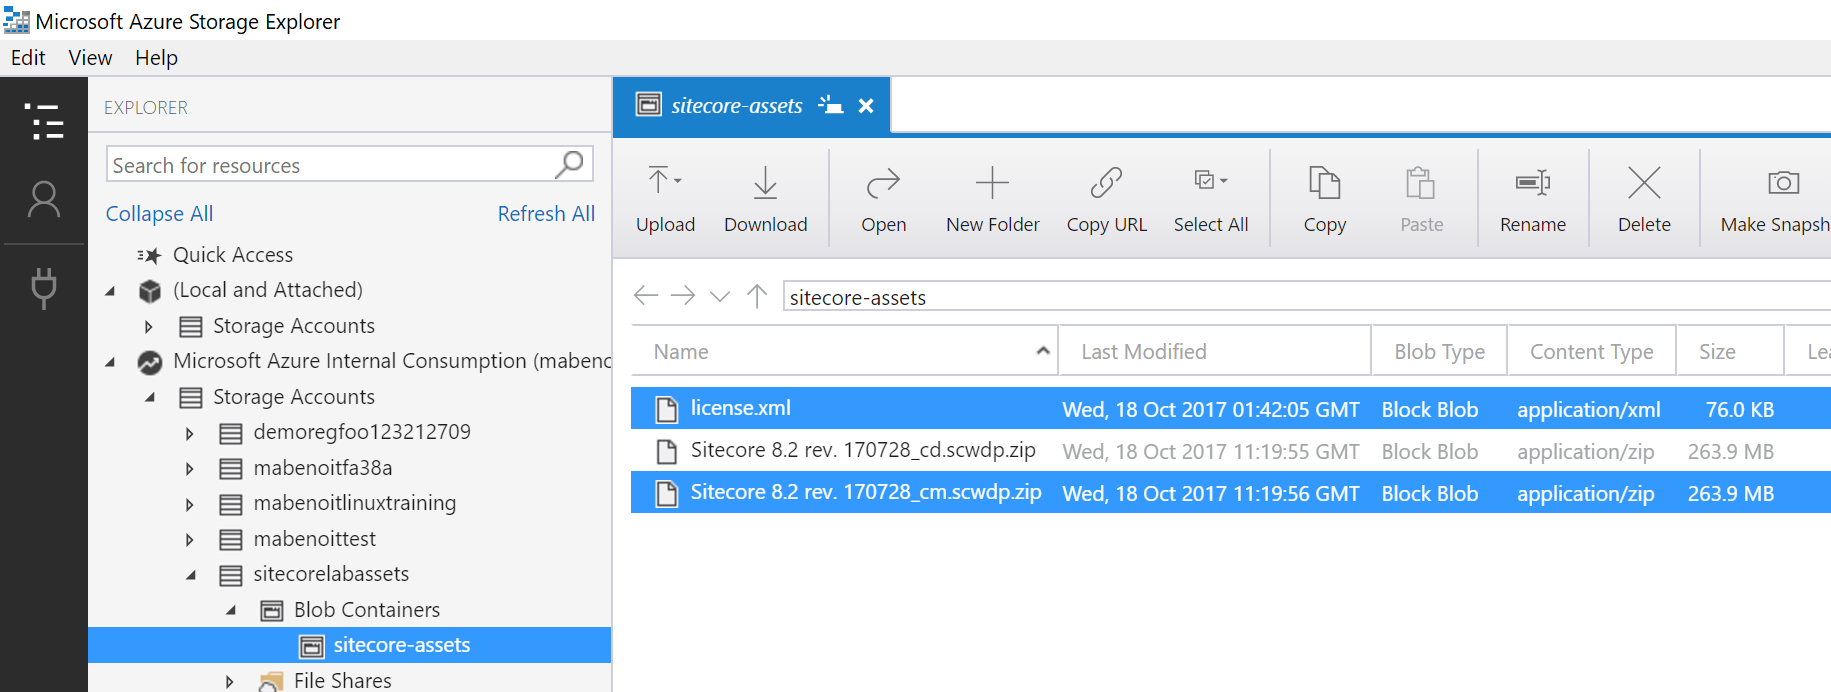 Microsoft Azure Storage Explorer
Edit View Help
EXPLORER
Search for resources
Collapse All Refresh All
Quick Access
(Local and Attached)
Storage Accounts
Microsoft Azure Internal Consumption (mabenc
Storage Accounts
demoregfoo123212709
mabenoitfa38a
mabenoitlinuxtraining
mabenoittest
sitecorelabassets
Blob Containers
sitecore-assets
File Shares
sitecore-assets
Upload Download Open New Folder Copy URL Select All Copy Paste Rename Delete Make Snapsh
sitecore-assets
Name Last Modified Blob Type Content Type Size Lea
license.xml Wed, 18 Oct 2017 01:42:05 GMT Block Blob application/xml 76.0 KB
Sitecore 8.2 rev. 170728_cd.scwdp.zip Wed, 18 Oct 2017 11:19:55 GMT Block Blob application/zip 263.9 MB
Sitecore 8.2 rev. 170728_cm.scwdp.zip Wed, 18 Oct 2017 11:19:56 GMT Block Blob application/zip 263.9 MB